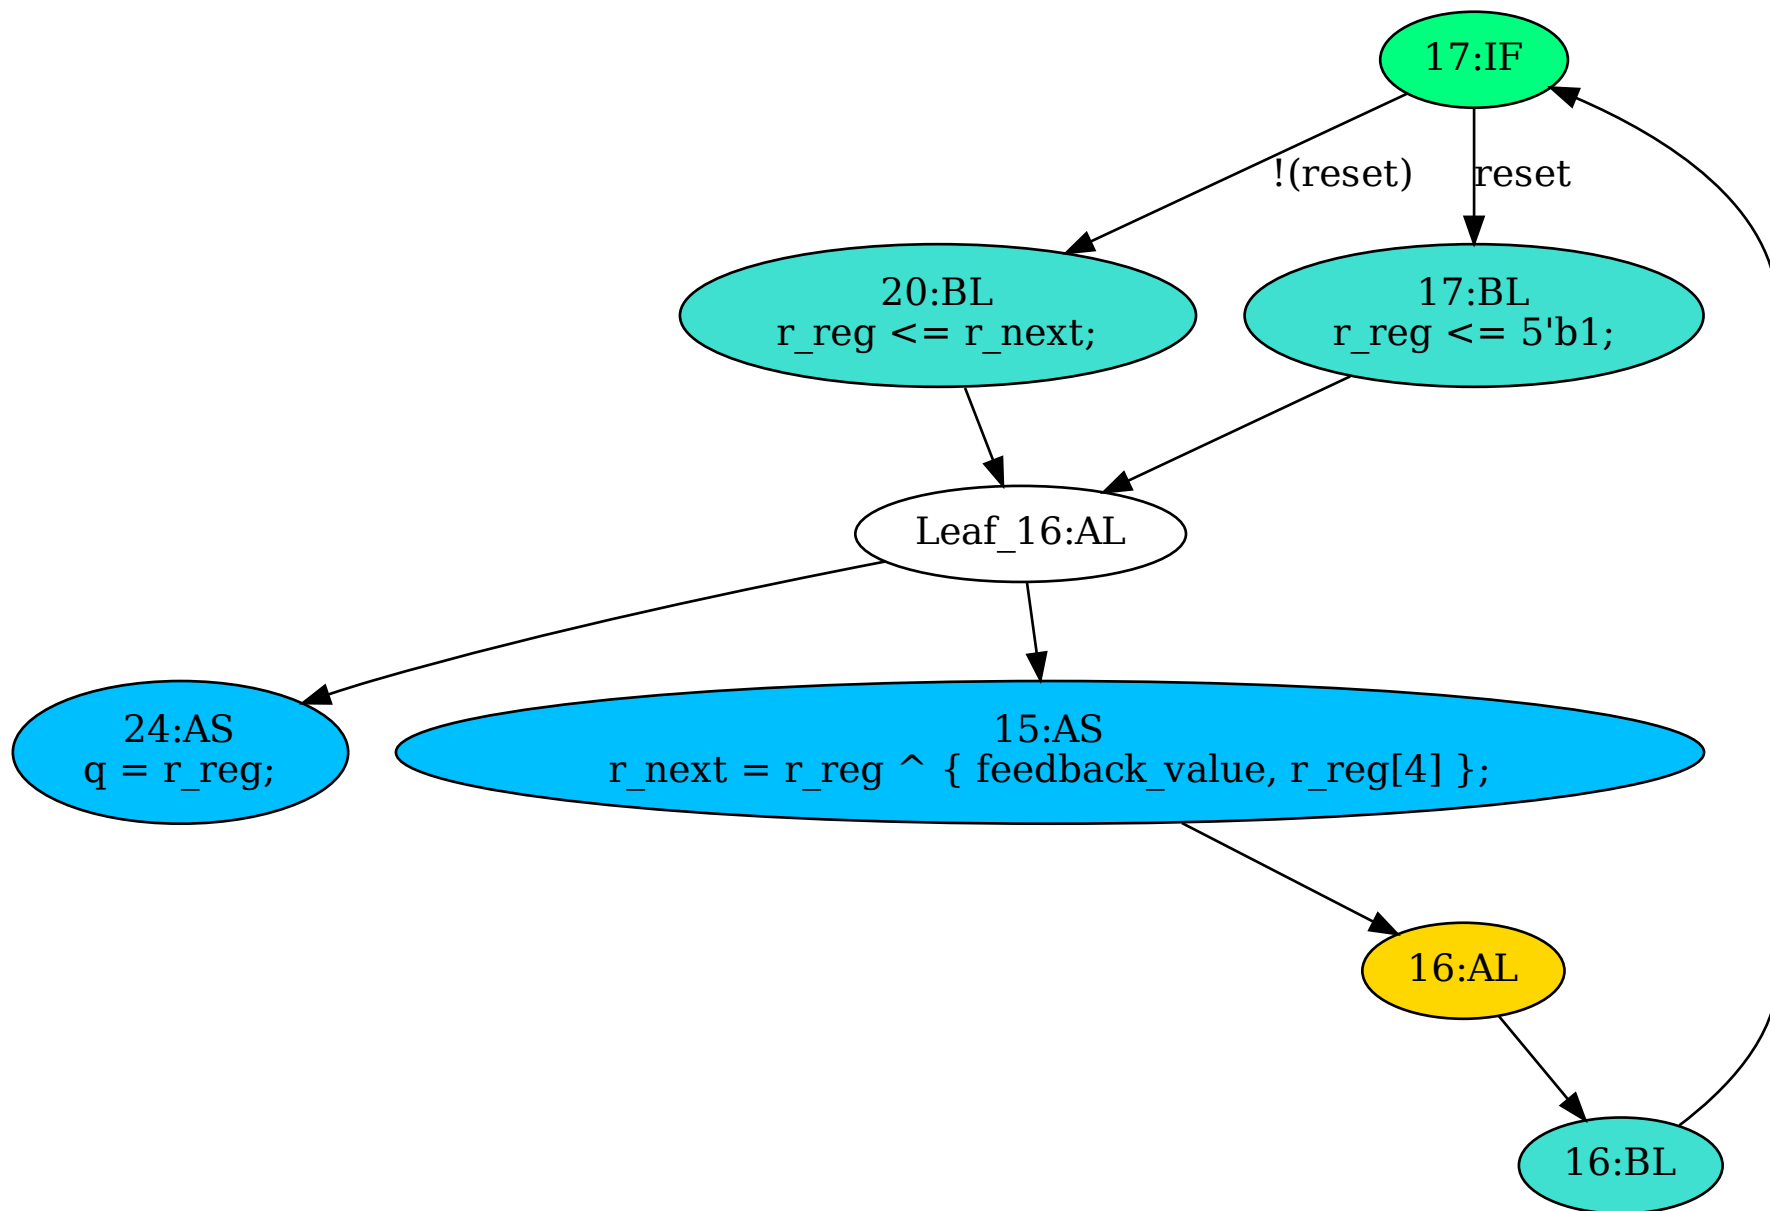 17:IF
!(reset)
reset
20:BL
r_reg <= r_next;
17:BL
r_reg <= 5'b1;
Leaf_16:AL
24:AS
q = r_reg;
15:AS
r_next = r_reg ^ { feedback_value, r_reg[4] };
16:AL
16:BL